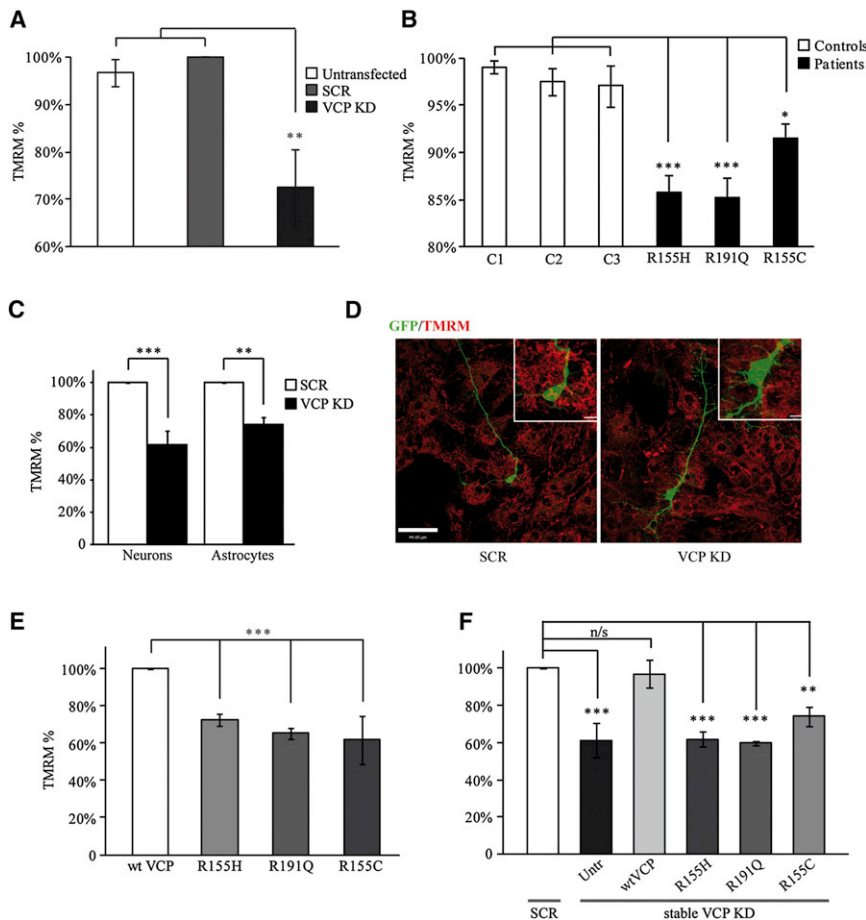 A
100%
90%
80%
70%
60%
TMRM %
Untransfected
SCR
VCP KD
**
B
100%
95%
90%
85%
80%
TMRM %
Controls
Patients
***
***
*
C1
C2
C3
R155H
R191Q
R155C
C
***
**
100%
80%
60%
40%
20%
0
TMRM %
SCR
VCP KD
Neurons
Astrocytes
D
GFP/TMRM
SCR
VCP KD
E
***
100%
80%
60%
40%
20%
0
TMRM %
wt VCP
R155H
R191Q
R155C
F
n/s
100%
80%
60%
40%
20%
0
TMRM %
***
***
***
**
Untr
wtVCP
R155H
R191Q
R155C
SCR
stable VCP KD